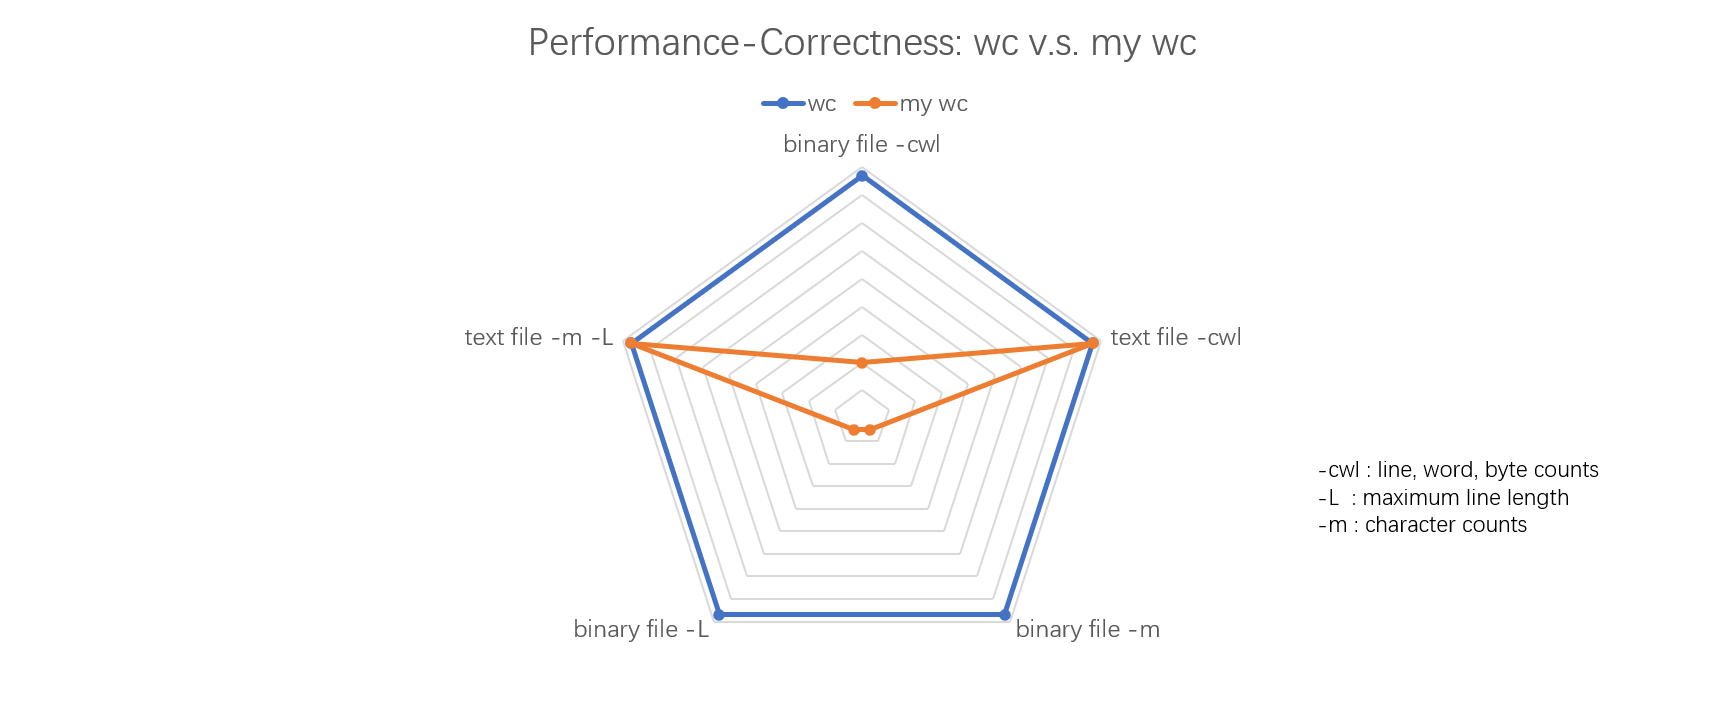 Performance-Correctness: wc v.s. my wc
wc my wc
binary file -cwl
text file -m -L
text file -cwl
-cwl : line, word, byte counts
-L : maximum line length
-m : character counts
binary file -L
binary file -m